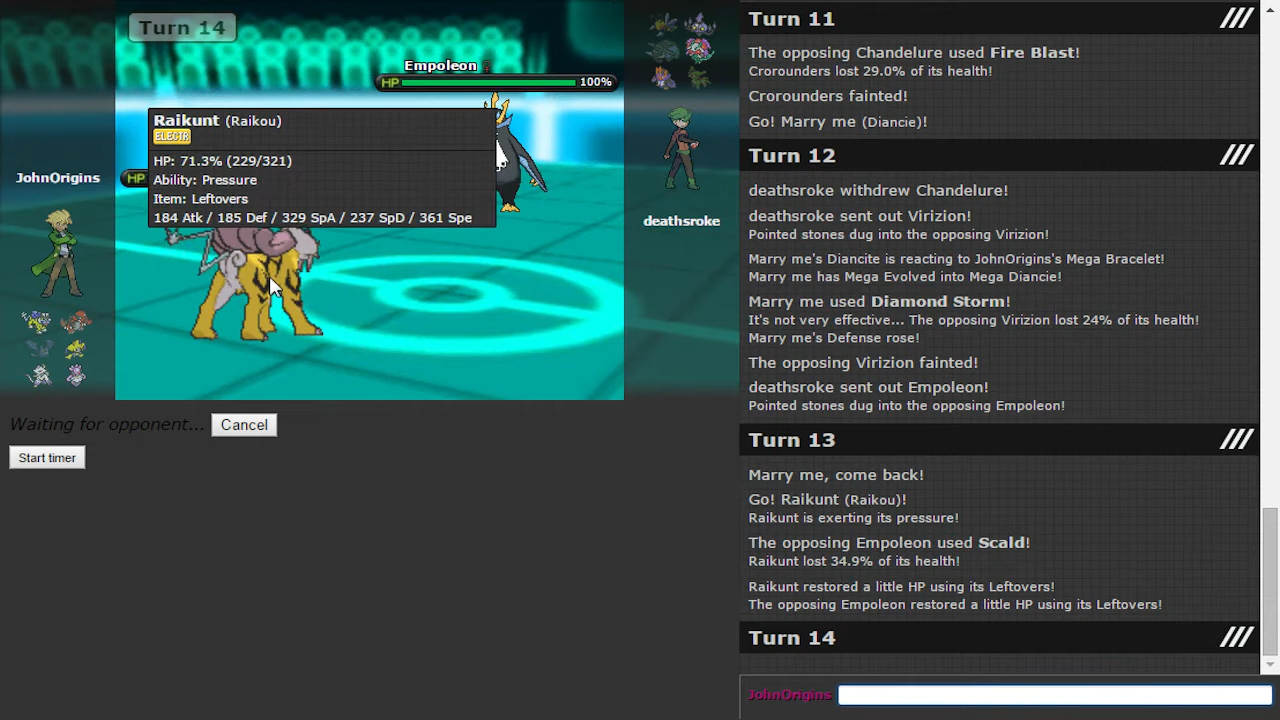 Turn 14
Empoleon
HP 100%
Raikunt (Raikou)
ELECTR
HP: 71.3% (229/321)
Ability: Pressure
Item: Leftovers
184 Atk / 185 Def / 329 SpA / 237 SpD / 361 Spe
JohnOrigins
HP
deathsroke
Waiting for opponent... Cancel
Start timer
Turn 11
The opposing Chandelure used Fire Blast!
Crorounders lost 29.0% of its health!
Crorounders fainted!
Go! Marry me (Diancie)!
Turn 12
deathsroke withdrew Chandelure!
deathsroke sent out Virizion!
Pointed stones dug into the opposing Virizion!
Marry me's Diancite is reacting to JohnOrigins's Mega Bracelet!
Marry me has Mega Evolved into Mega Diancie!
Marry me used Diamond Storm!
It's not very effective... The opposing Virizion lost 24% of its health!
Marry me's Defense rose!
The opposing Virizion fainted!
deathsroke sent out Empoleon!
Pointed stones dug into the opposing Empoleon!
Turn 13
Marry me, come back!
Go! Raikunt (Raikou)!
Raikunt is exerting its pressure!
The opposing Empoleon used Scald!
Raikunt lost 34.9% of its health!
Raikunt restored a little HP using its Leftovers!
The opposing Empoleon restored a little HP using its Leftovers!
Turn 14
JohnOrigins